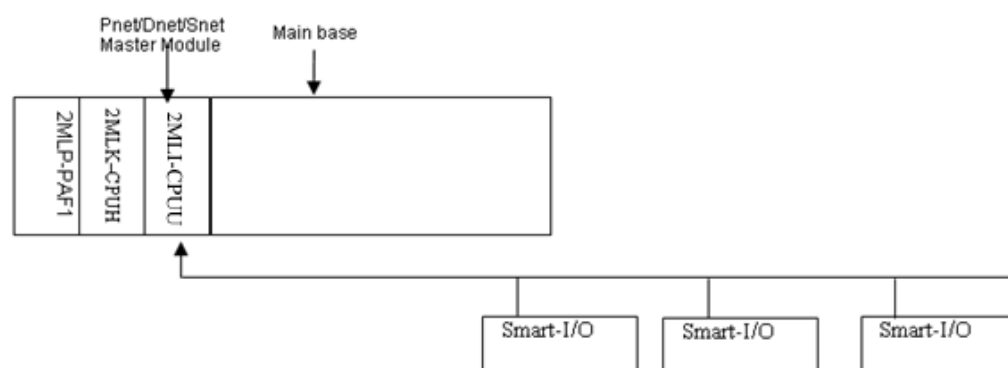 Pnet/Dnet/Snet
Master Module
Main base
2MLP-PAF1
2MLK-CPUH
2MLI-CPUU
Smart-I/O
Smart-I/O
Smart-I/O